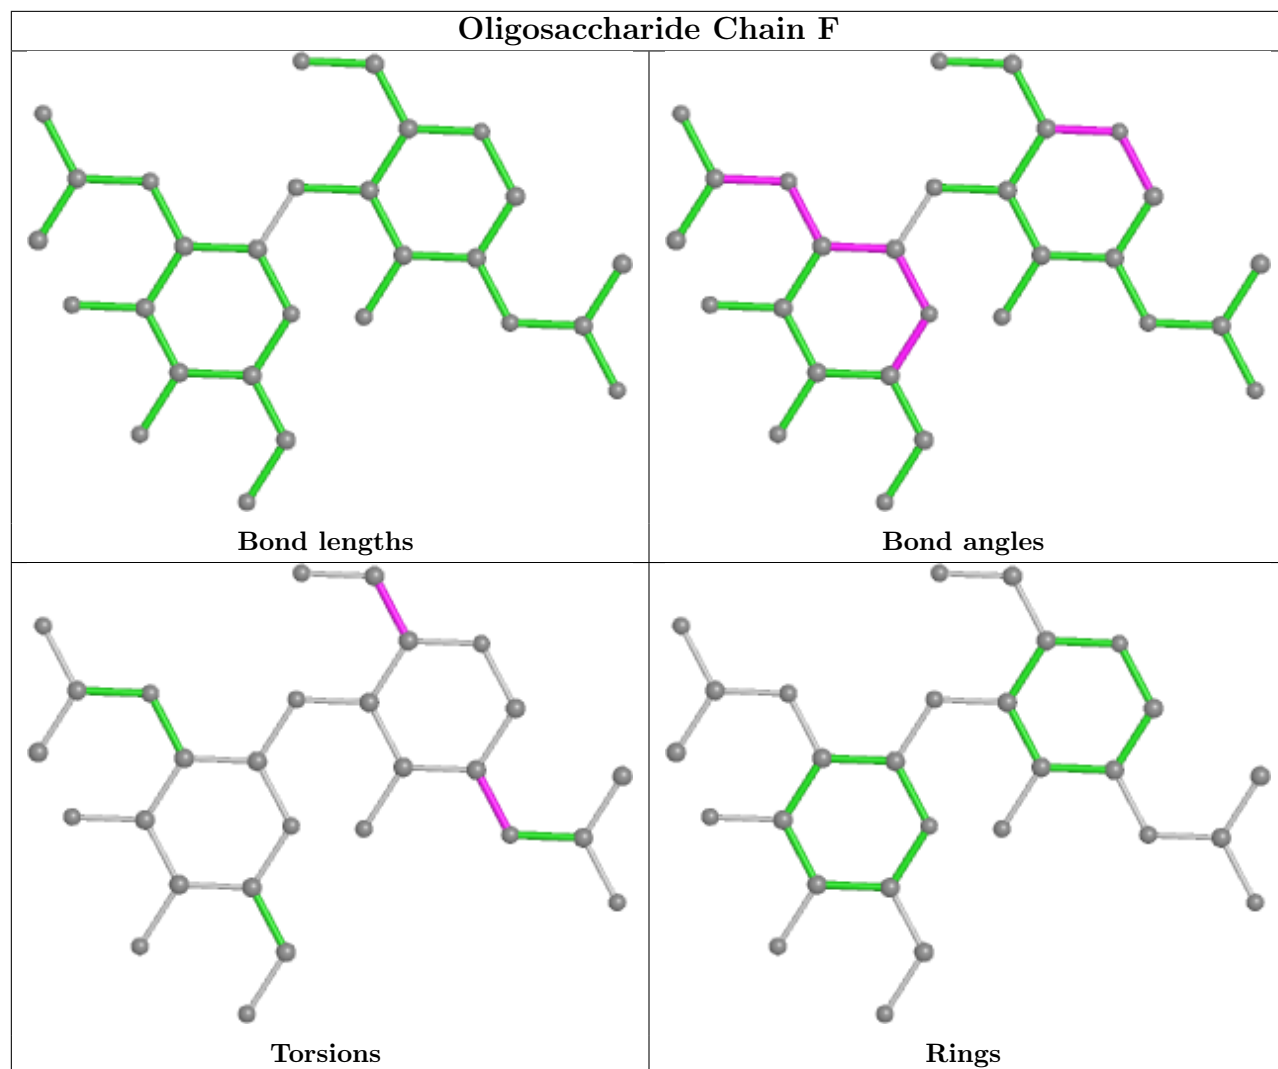 Oligosaccharide Chain F
Bond lengths
Bond angles
Torsions
Rings